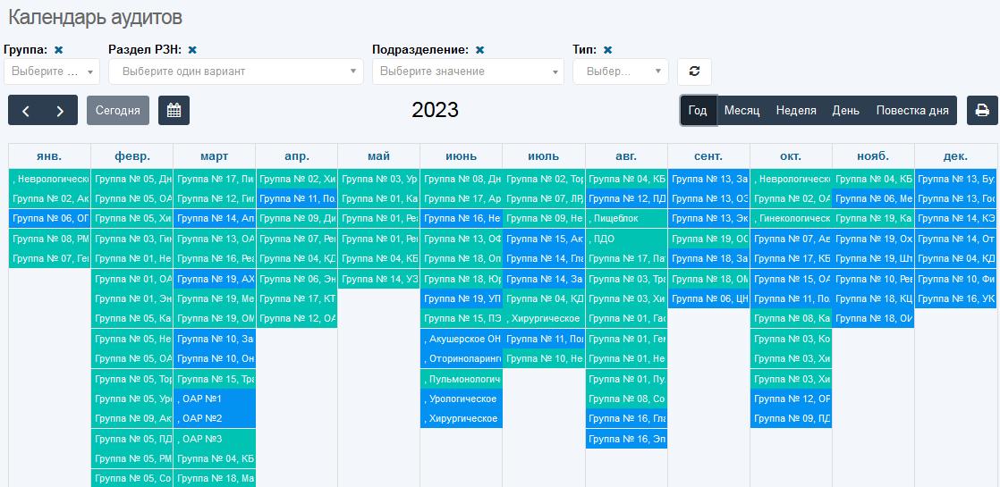 Календарь аудитов
Группа: Раздел РЗН: Подразделение: Тип:
Выберите ... Выберите один вариант Выберите значение Выбер...
Сегодня 2023 Год Месяц Неделя День Повестка дня
янв. февр. март апр. май июнь июль авг. сент. окт. нояб. дек.
, Неврологическо Группа № 05, Дн Группа № 17, Пи Группа № 02, Хи Группа № 03, Ур Группа № 08, Дн Группа № 02, Тор Группа № 04, КБ Группа № 13, За , Неврологическо Группа № 04, КБ Группа № 13, Бу
Группа № 02, Ак Группа № 05, ОА Группа № 12, Гип Группа № 11, По Группа № 01, Ка Группа № 17, Ар Группа № 07, ЛР Группа № 12, ПД Группа № 13, ОЗ Группа № 02, ОА Группа № 06, Ме Группа № 13, Гос
Группа № 06, ОГ Группа № 05, Хи Группа № 14, Ап Группа № 09, Ди Группа № 01, Реа Группа № 16, Не Группа № 09, Не , Пищеблок Группа № 13, Эк , Гинекологическ Группа № 19, Ка Группа № 14, КЭ
Группа № 08, РМ Группа № 03, Гин Группа № 13, ОА Группа № 07, Рег Группа № 01, Рен Группа № 13, ОФ Группа № 15, Ак , ПДО Группа № 19, ОС Группа № 07, Ав Группа № 19, Ох Группа № 14, От
Группа № 07, Ген Группа № 01, Не Группа № 16, Реа Группа № 04, КД Группа № 04, КБ Группа № 18, Оп Группа № 14, Гла Группа № 17, Пат Группа № 18, За Группа № 17, КБ Группа № 19, Шт Группа № 04, КД
Группа № 01, ОА Группа № 19, АХ Группа № 06, Эн Группа № 14, УЗ Группа № 18, Юр Группа № 14, За Группа № 03, Тра Группа № 18, ОМ Группа № 15, ОА Группа № 10, Рев Группа № 10, Фи
Группа № 01, Эн Группа № 19, Ме Группа № 17, КТ Группа № 19, УП Группа № 04, КД Группа № 03, Хи Группа № 06, ЦН Группа № 11, По Группа № 18, КЦ Группа № 16, УК
Группа № 05, Ка Группа № 19, ОМ Группа № 12, ОА Группа № 15, ПЭ , Хирургическое Группа № 01, Гас Группа № 08, Ка Группа № 18, ОИ
Группа № 05, Не Группа № 10, За , Акушерское ОН Группа № 11, Пол Группа № 01, Ген Группа № 03, Ко
Группа № 05, ОА Группа № 10, Он , Оториноларинг Группа № 10, Не Группа № 01, Не Группа № 03, Хи
Группа № 05, Тор Группа № 15, Тра , Пульмонологич Группа № 01, Пу Группа № 03, Хи
Группа № 05, Уро , ОАР №1 , Урологическое Группа № 08, Со Группа № 12, ОР
Группа № 09, Ак , ОАР №2 , Хирургическое Группа № 16, Гла Группа № 09, ПД
Группа № 05, ПД , ОАР №3 Группа № 16, Эп
Группа № 05, РМ Группа № 04, КБ
Группа № 05, Со Группа № 18, Ма